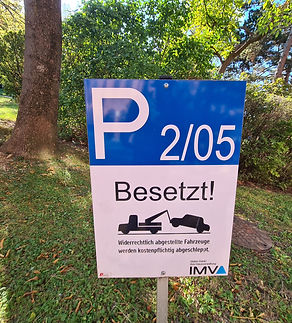 P 2/05
Besetzt!
Widerrechtlich abgestellte Fahrzeuge
werden kostenpflichtig abgeschleppt.
IMV